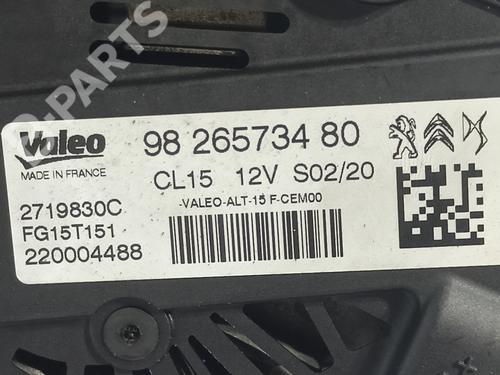 B-PARTS
Valeo
MADE IN FRANCE
98 265734 80
CL15 12V S02/20
-VALEO-ALT-15 F-CEM00
2719830C
FG15T151
220004488